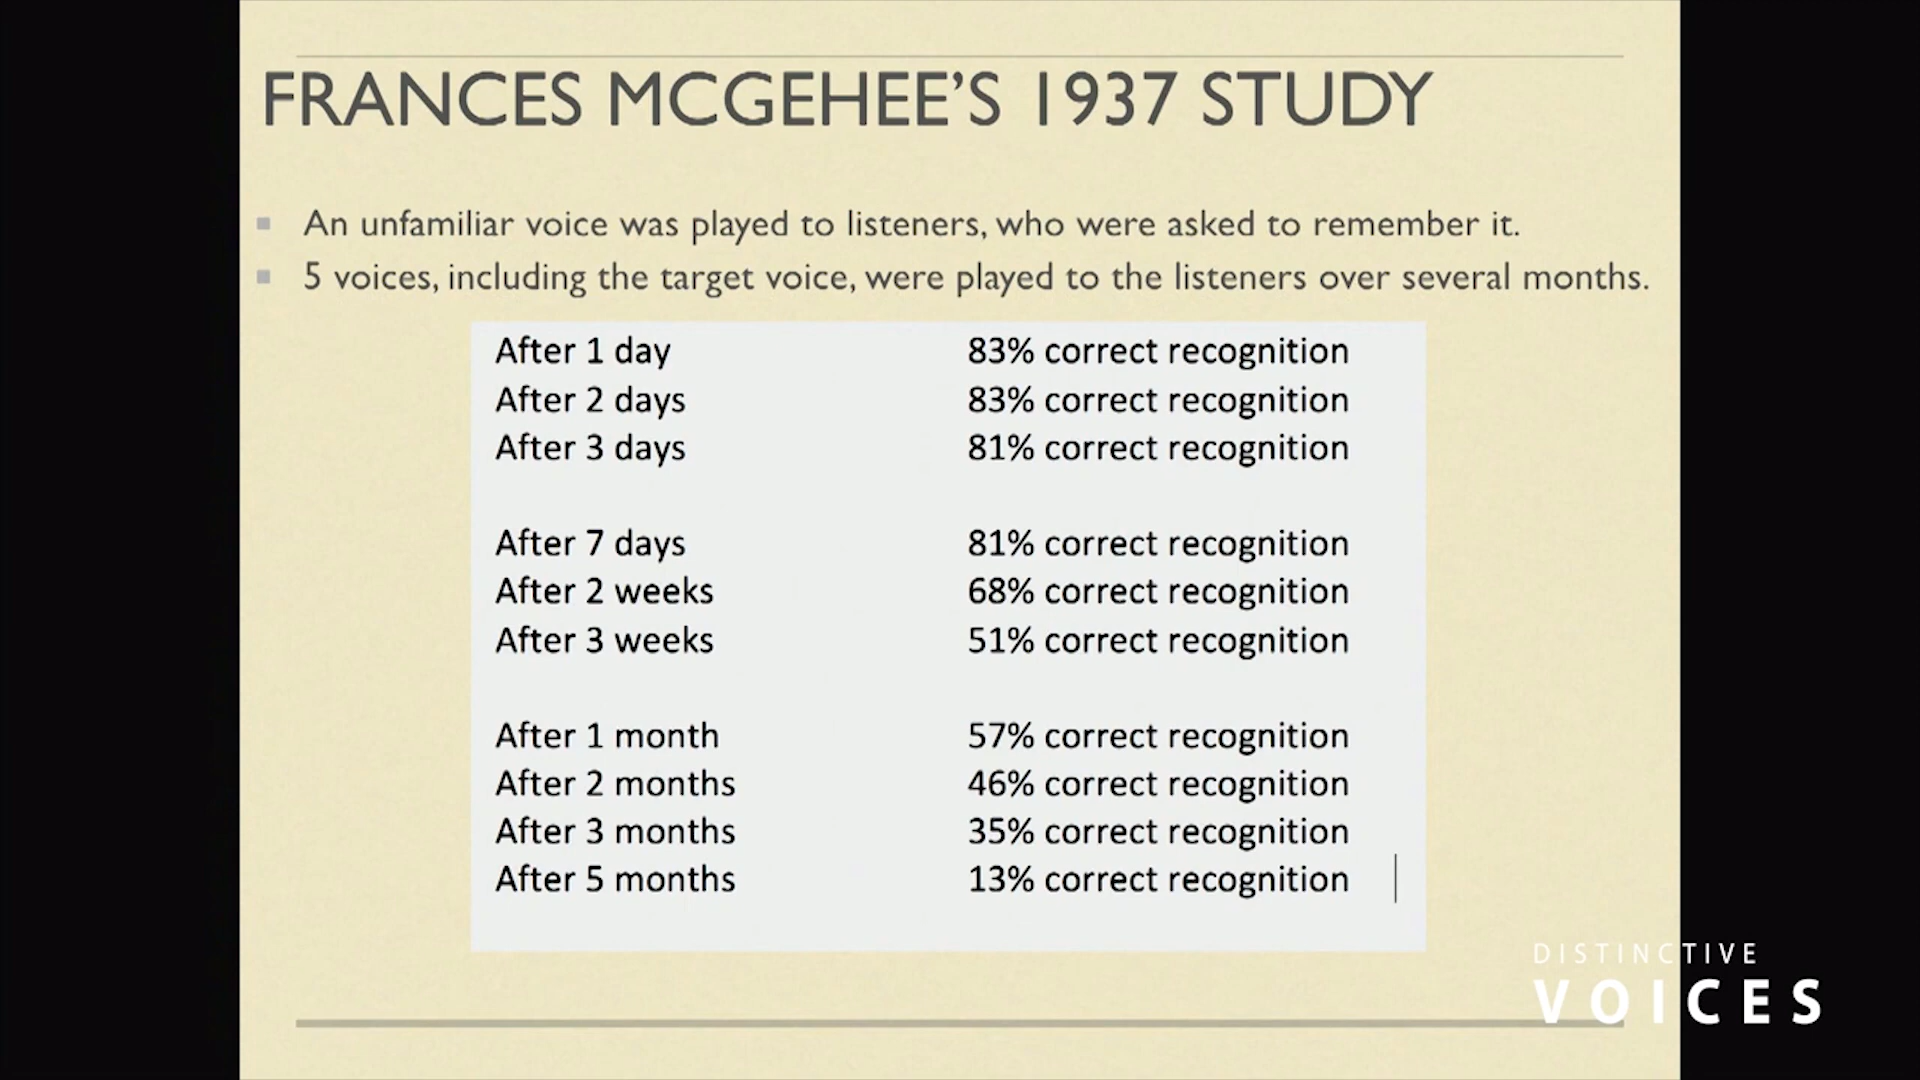 FRANCES MCGEHEE'S 1937 STUDY
An unfamiliar voice was played to listeners, who were asked to remember it.
5 voices, including the target voice, were played to the listeners over several months.
After 1 day 83% correct recognition
After 2 days 83% correct recognition
After 3 days 81% correct recognition
After 7 days 81% correct recognition
After 2 weeks 68% correct recognition
After 3 weeks 51% correct recognition
After 1 month 57% correct recognition
After 2 months 46% correct recognition
After 3 months 35% correct recognition
After 5 months 13% correct recognition
DISTINCTIVE
VOICES